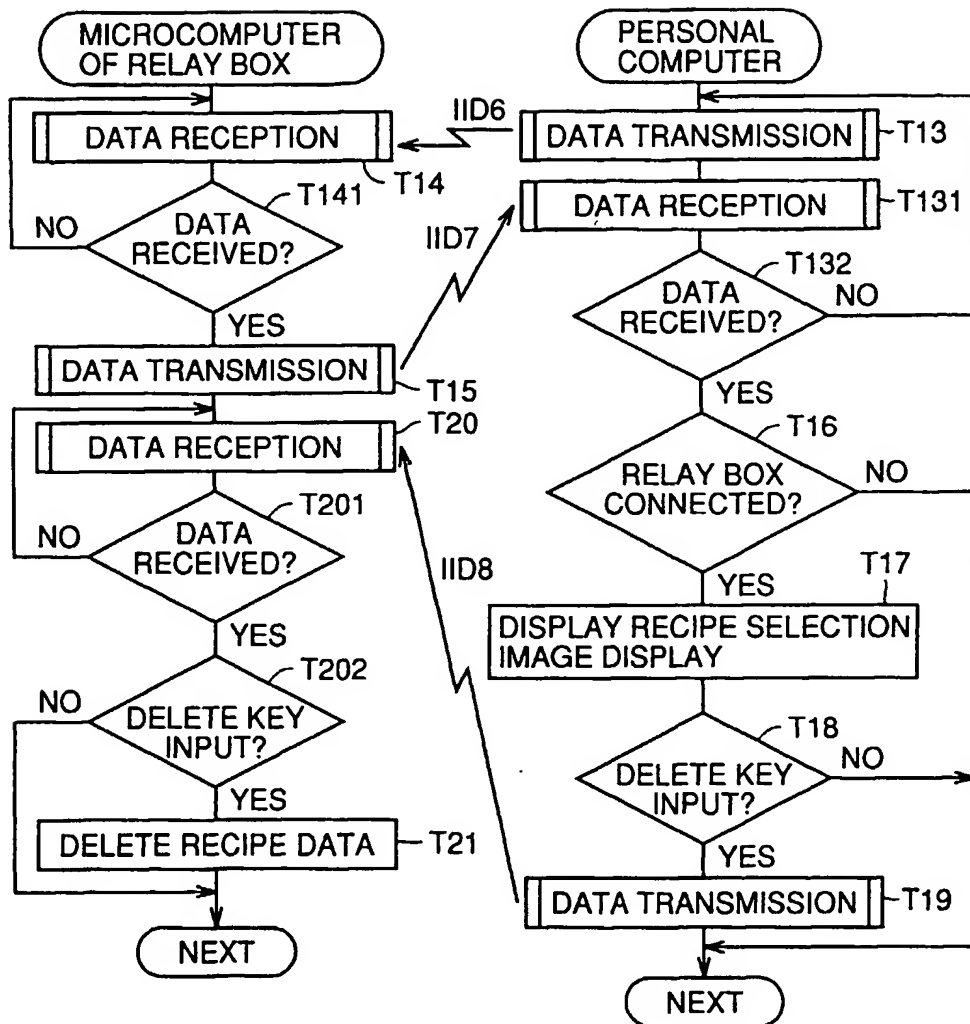 MICROCOMPUTER
OF RELAY BOX
DATA RECEPTION
T14
T141
DATA
RECEIVED?
NO
YES
DATA TRANSMISSION
T15
T20
DATA RECEPTION
T201
DATA
RECEIVED?
NO
YES
T202
NO
DELETE KEY
INPUT?
YES
DELETE RECIPE DATA
T21
NEXT
IID6
IID7
IID8
PERSONAL
COMPUTER
DATA TRANSMISSION
T13
DATA RECEPTION
T131
T132
DATA
RECEIVED?
NO
YES
T16
RELAY BOX
CONNECTED?
NO
YES
T17
DISPLAY RECIPE SELECTION
IMAGE DISPLAY
T18
DELETE KEY
INPUT?
NO
YES
DATA TRANSMISSION
T19
NEXT